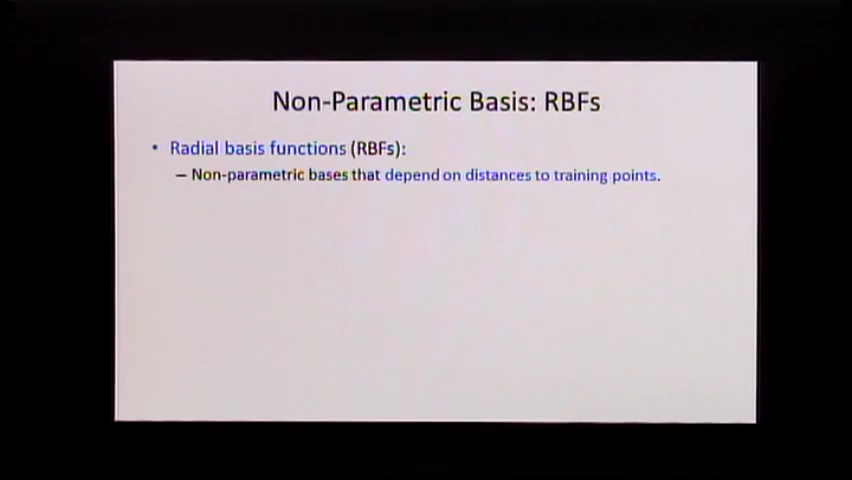 Non-Parametric Basis: RBFs
• Radial basis functions (RBFs):
– Non-parametric bases that depend on distances to training points.